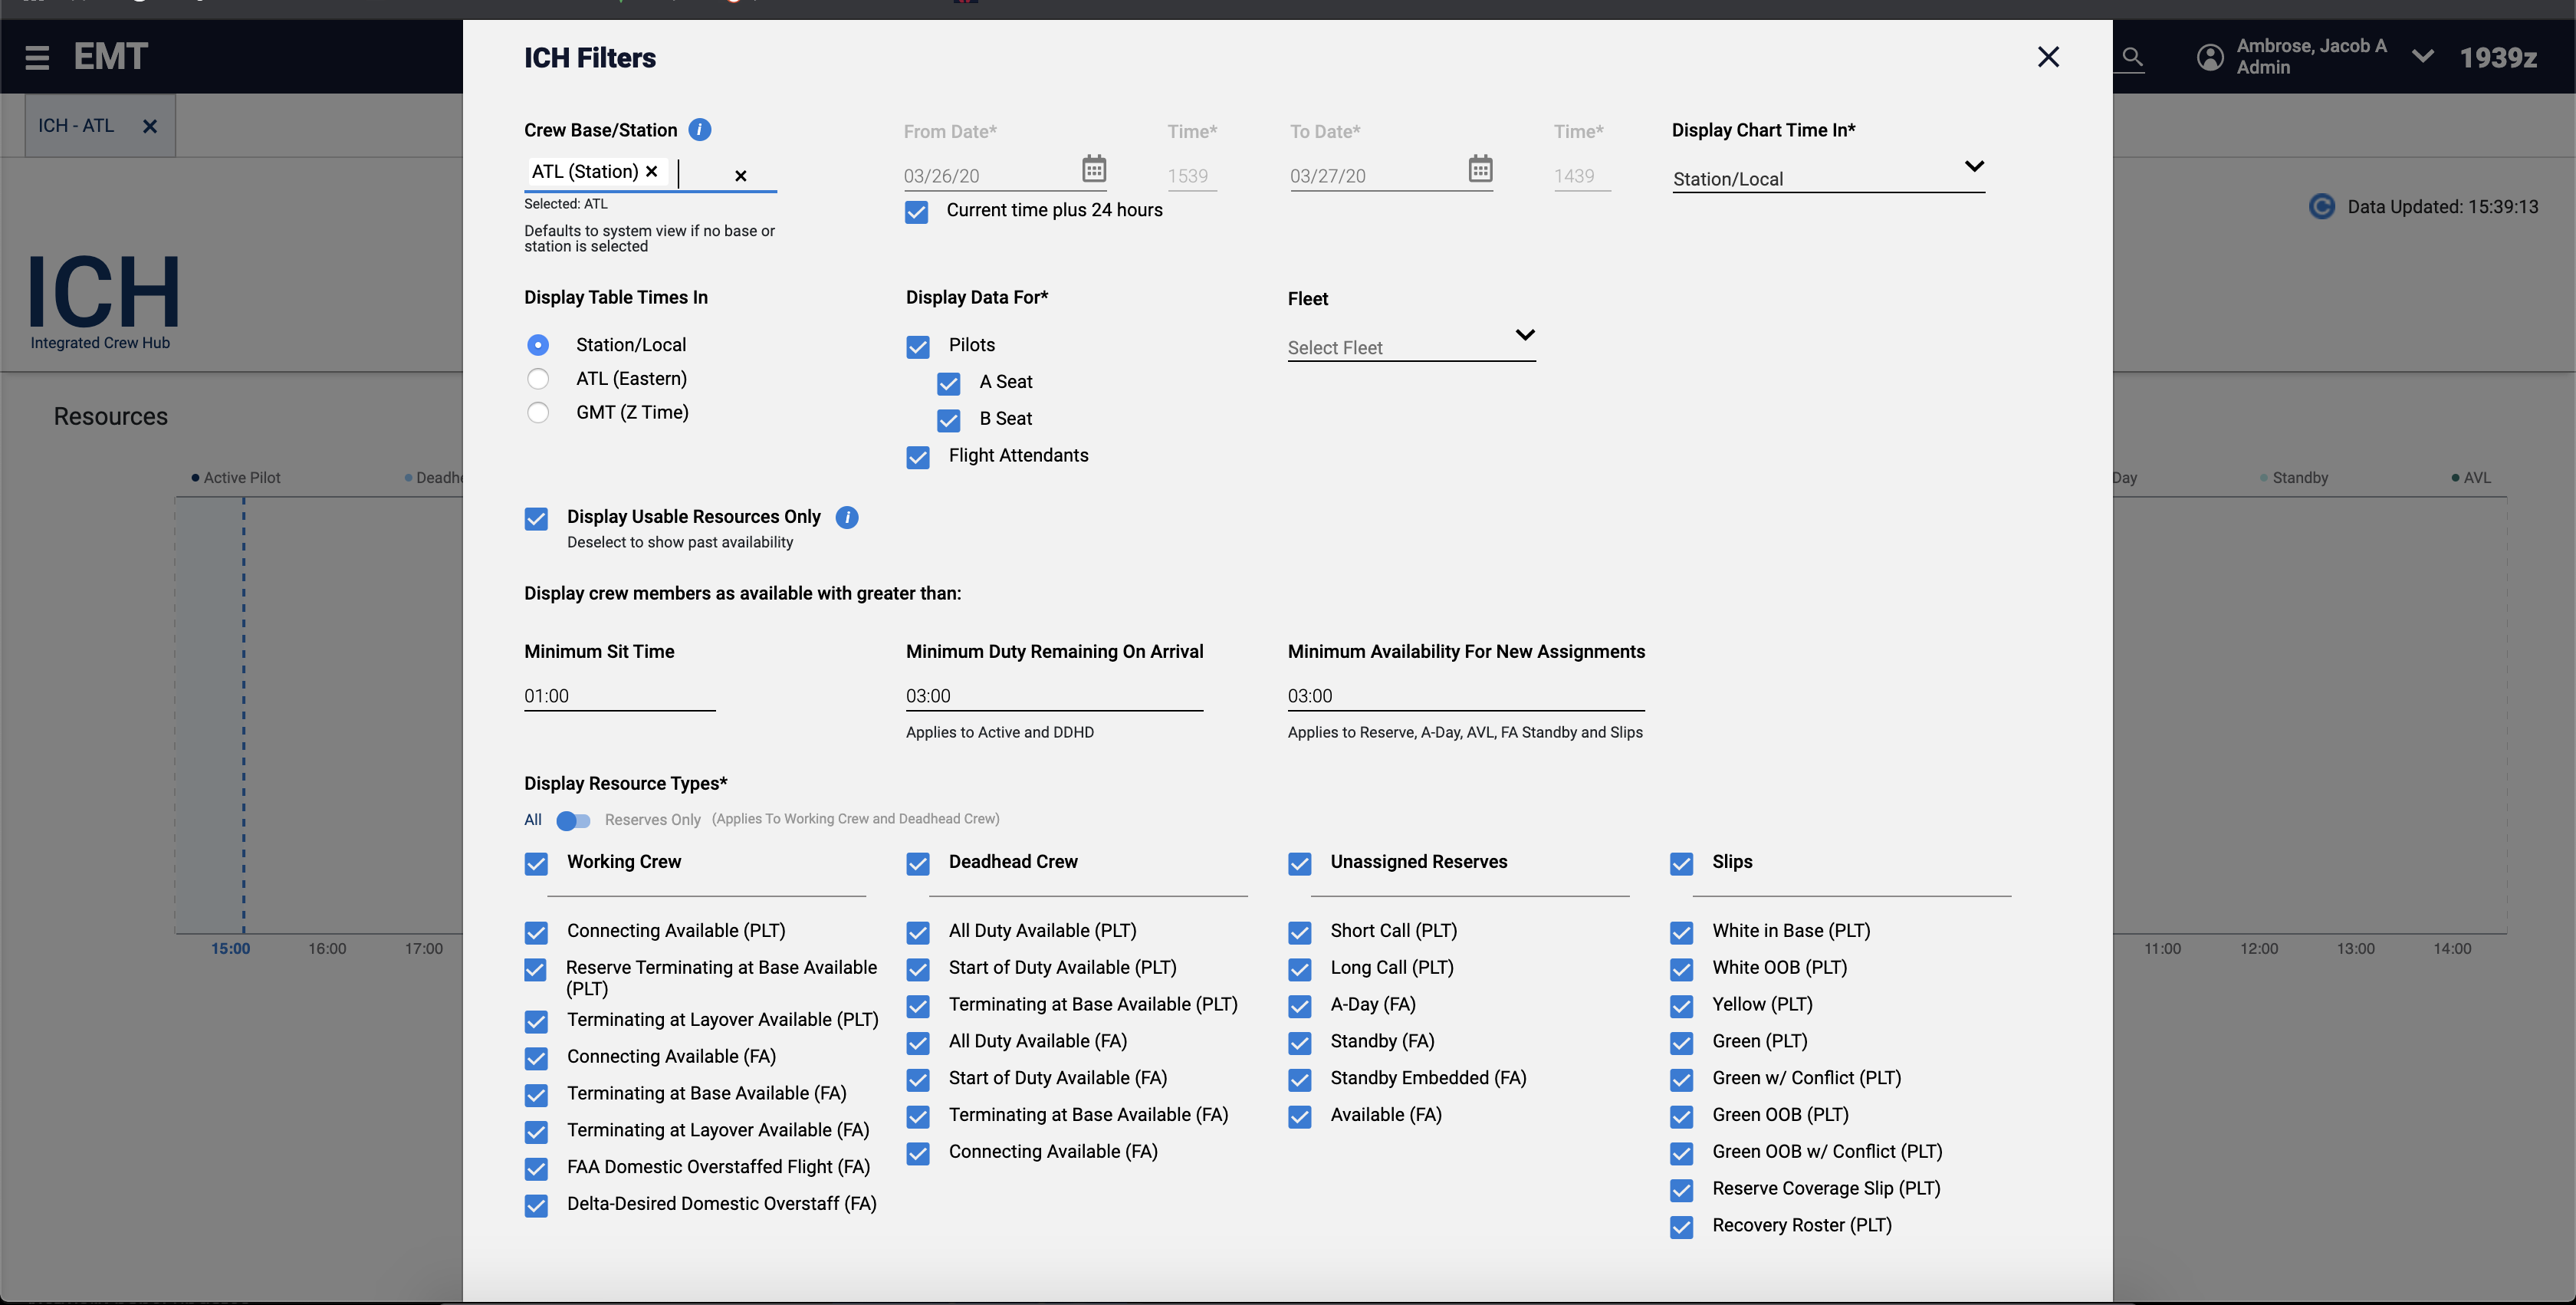 EMT
Ambrose, Jacob A
Admin
1939z
ICH - ATL
Data Updated: 15:39:13
ICH
Integrated Crew Hub
Resources
Active Pilot
Day
Standby
AVL
15:00
16:00
17:00
11:00
12:00
13:00
14:00
ICH Filters
Crew Base/Station
ATL (Station)
Selected: ATL
Defaults to system view if no base or
station is selected
From Date*
03/26/20
Time*
1539
To Date*
03/27/20
Time*
1439
Current time plus 24 hours
Display Chart Time In*
Station/Local
Display Table Times In
Station/Local
ATL (Eastern)
GMT (Z Time)
Display Data For*
Pilots
A Seat
B Seat
Flight Attendants
Fleet
Select Fleet
Display Usable Resources Only
Deselect to show past availability
Display crew members as available with greater than:
Minimum Sit Time
01:00
Minimum Duty Remaining On Arrival
03:00
Applies to Active and DDHD
Minimum Availability For New Assignments
03:00
Applies to Reserve, A-Day, AVL, FA Standby and Slips
Display Resource Types*
All Reserves Only (Applies To Working Crew and Deadhead Crew)
Working Crew
Connecting Available (PLT)
Reserve Terminating at Base Available
(PLT)
Terminating at Layover Available (PLT)
Connecting Available (FA)
Terminating at Base Available (FA)
Terminating at Layover Available (FA)
FAA Domestic Overstaffed Flight (FA)
Delta-Desired Domestic Overstaff (FA)
Deadhead Crew
All Duty Available (PLT)
Start of Duty Available (PLT)
Terminating at Base Available (PLT)
All Duty Available (FA)
Start of Duty Available (FA)
Terminating at Base Available (FA)
Connecting Available (FA)
Unassigned Reserves
Short Call (PLT)
Long Call (PLT)
A-Day (FA)
Standby (FA)
Standby Embedded (FA)
Available (FA)
Slips
White in Base (PLT)
White OOB (PLT)
Yellow (PLT)
Green (PLT)
Green w/ Conflict (PLT)
Green OOB (PLT)
Green OOB w/ Conflict (PLT)
Reserve Coverage Slip (PLT)
Recovery Roster (PLT)